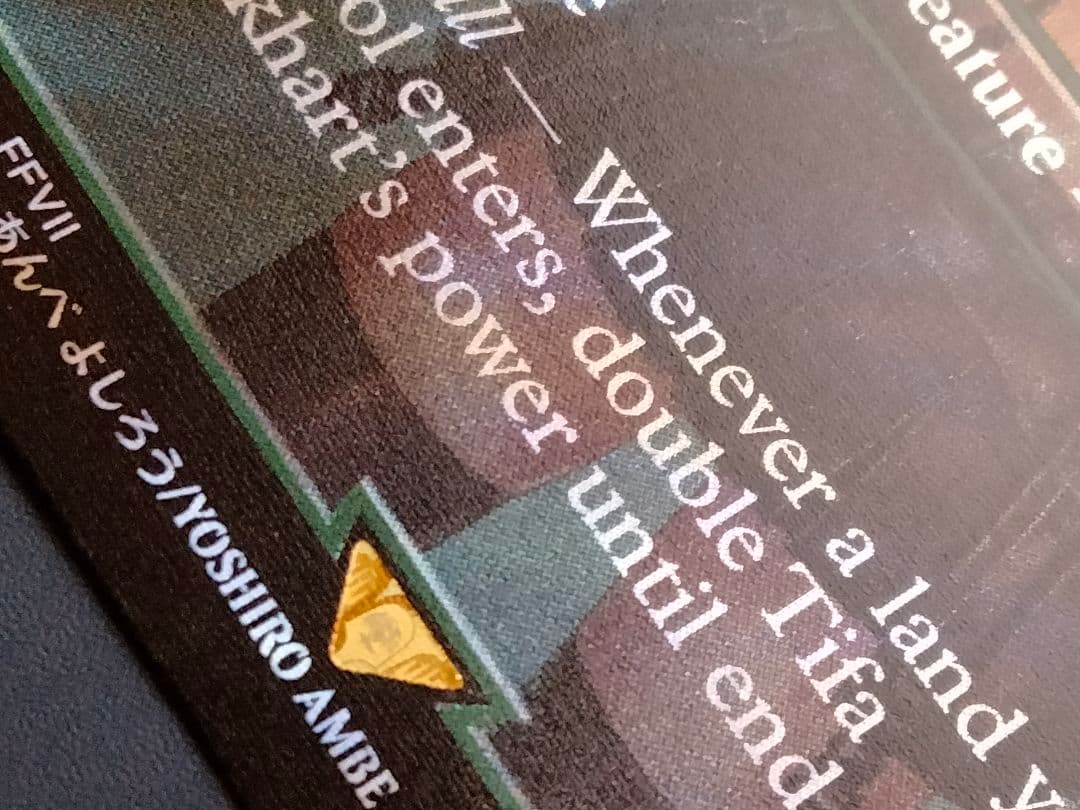 eature
— Whenever a land
enters, double Tifa
khart's power until end
FFVII
あんべ よしろう/YOSHIRO AMBE